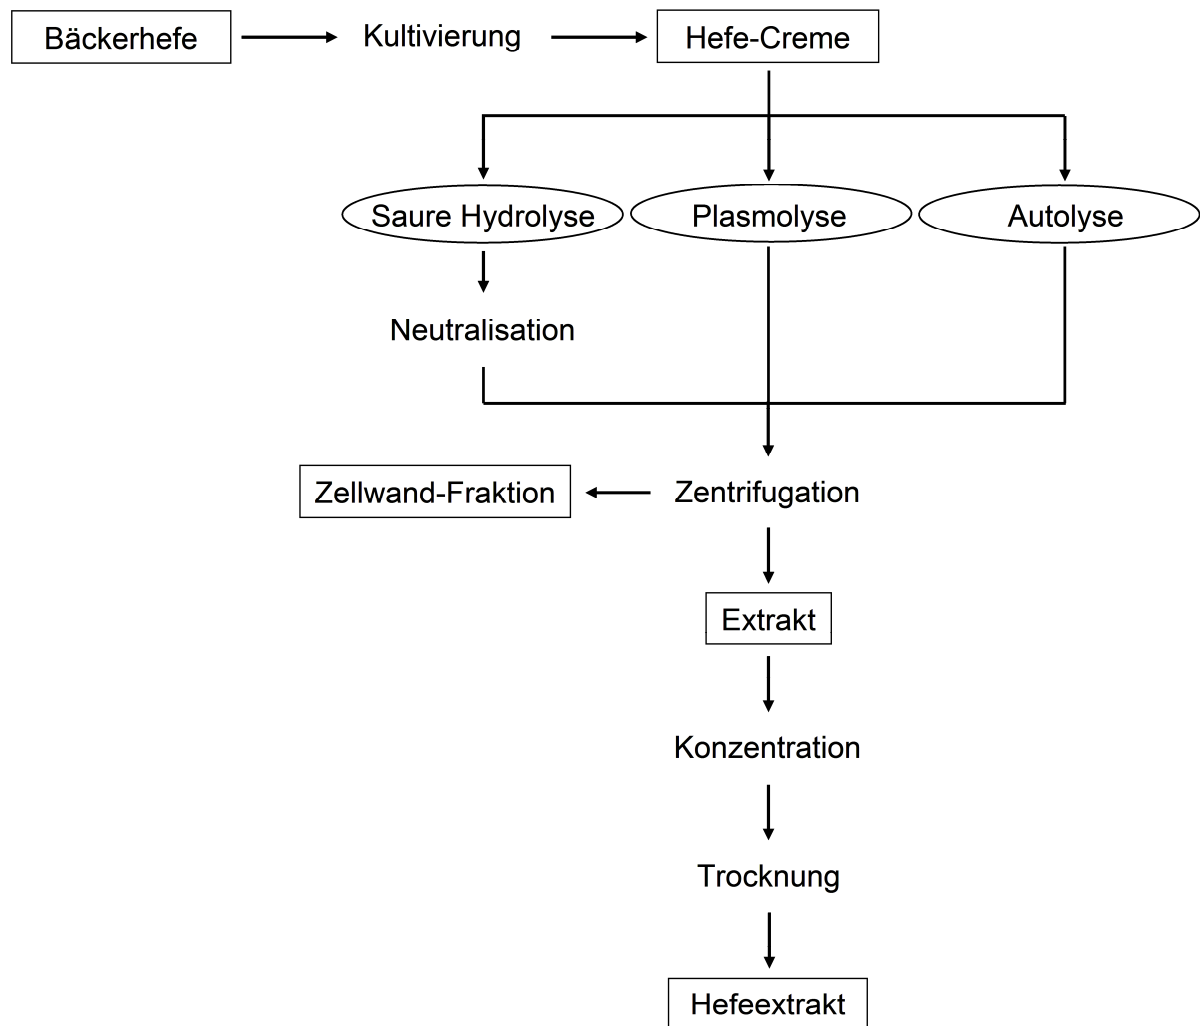 Bäckerhefe
Kultivierung
Hefe-Creme
Saure Hydrolyse
Plasmolyse
Autolyse
Neutralisation
Zellwand-Fraktion
Zentrifugation
Extrakt
Konzentration
Trocknung
Hefeextrakt